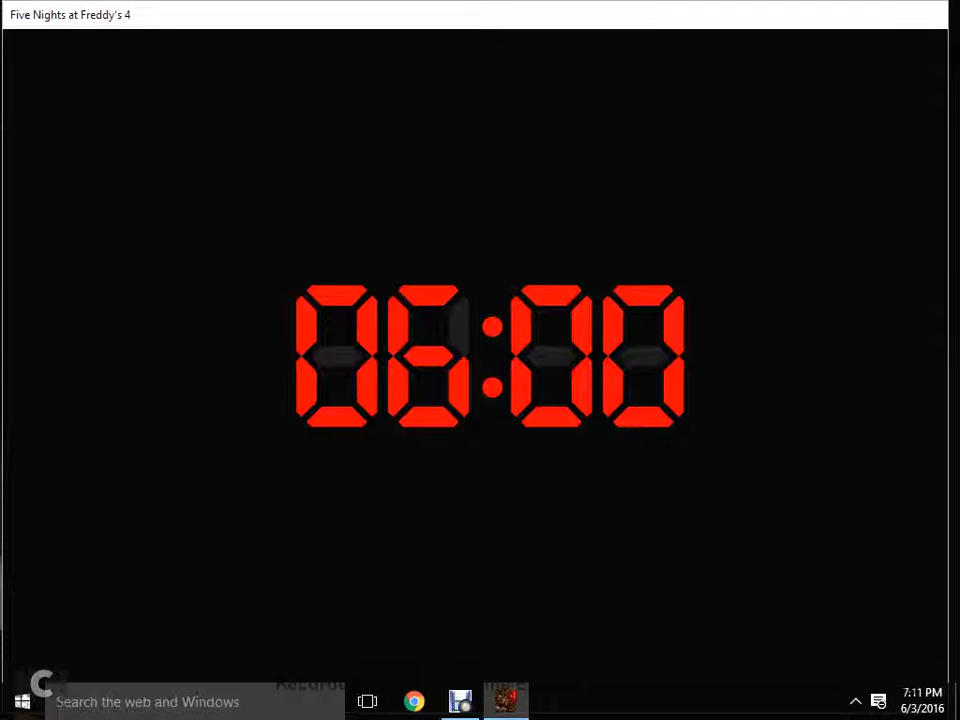 Five Nights at Freddy's 4
06:00
Search the web and Windows
7:11 PM
6/3/2016